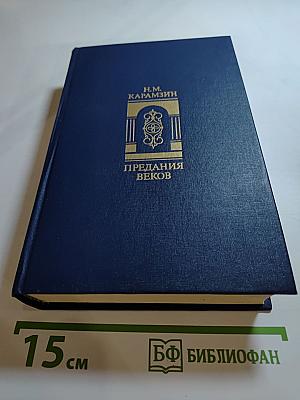 Н.М.
КАРАМЗИН
ПРЕДАНИЯ
ВЕКОВ
15 см
БФ БИБЛИОФАН